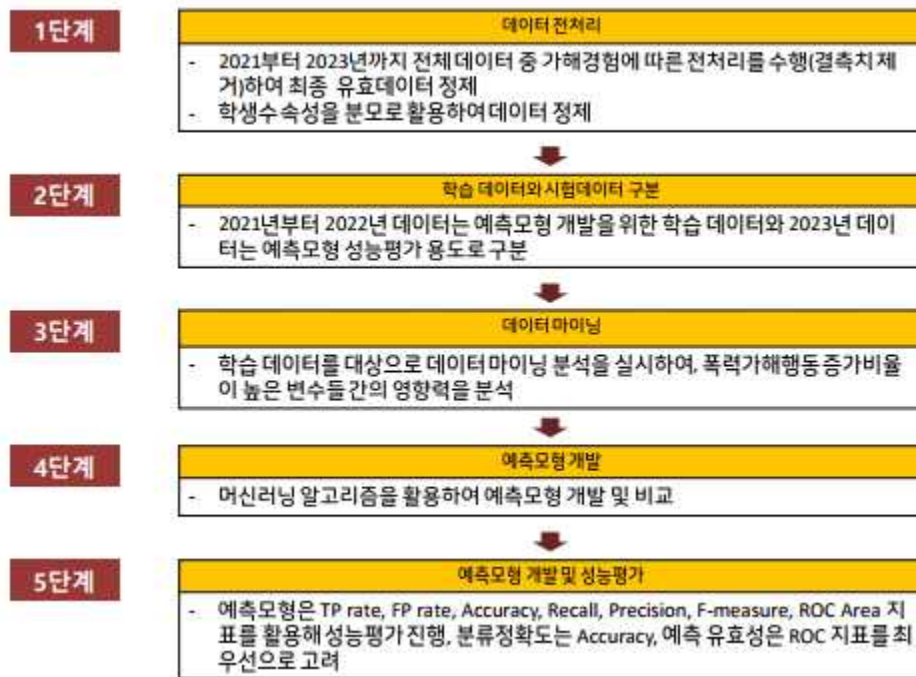 1단계
데이터 전처리
- 2021부터 2023년까지 전체 데이터 중 가해경험에 따른 전처리를 수행(결측치 제
거)하여 최종 유효데이터 정제
- 학생수 속성을 분모로 활용하여 데이터 정제
2단계
학습 데이터와 시험데이터 구분
- 2021년부터 2022년 데이터는 예측모형 개발을 위한 학습 데이터와 2023년 데이
터는 예측모형 성능평가 용도로 구분
3단계
데이터 마이닝
- 학습 데이터를 대상으로 데이터 마이닝 분석을 실시하여, 폭력가해행동 증가비율
이 높은 변수들 간의 영향력을 분석
4단계
예측모형 개발
- 머신러닝 알고리즘을 활용하여 예측모형 개발 및 비교
5단계
예측모형 개발 및 성능평가
- 예측모형은 TP rate, FP rate, Accuracy, Recall, Precision, F-measure, ROC Area 지
표를 활용해 성능평가 진행, 분류정확도는 Accuracy, 예측 유효성은 ROC 지표를 최
우선으로 고려